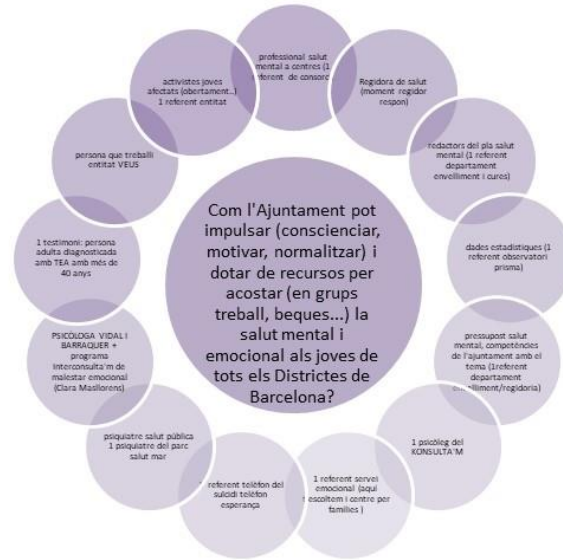 professional salut
mental a centres (1
referent de consorci
Regidora de salut
(moment regidor
respon)
redactors del pla salut
mental (1 referent
departament
envelliment i cures)
dades estadístiques (1
referent observatori
prisma)
pressupost salut
mental, competències
de l'ajuntament amb el
tema (1referent
departament
envelliment/regidoria)
1 psicòleg del
KONSULTA'M
1 referent servei
emocional (aquí
t'escoltem i centre per
families )
1 referent telèfon del
suïcidi telèfon
esperança
psiquiatre salut pública
1 psiquiatre del parc
salut mar
PSICÒLOGA VIDAL I
BARRAQUER +
programa
Interconsulta'm de
malestar emocional
(Clara Masllorens)
1 testimoni: persona
adulta diagnosticada
amb TEA amb més de
40 anys
persona que treballi
entitat VEUS
activistes joves
afectats (obertament..)
1 referent entitat
Com l'Ajuntament pot
impulsar (conscienciar,
motivar, normalitzar) i
dotar de recursos per
acostar (en grups
treball, beques...) la
salut mental i
emocional als joves de
tots els Districtes de
Barcelona?